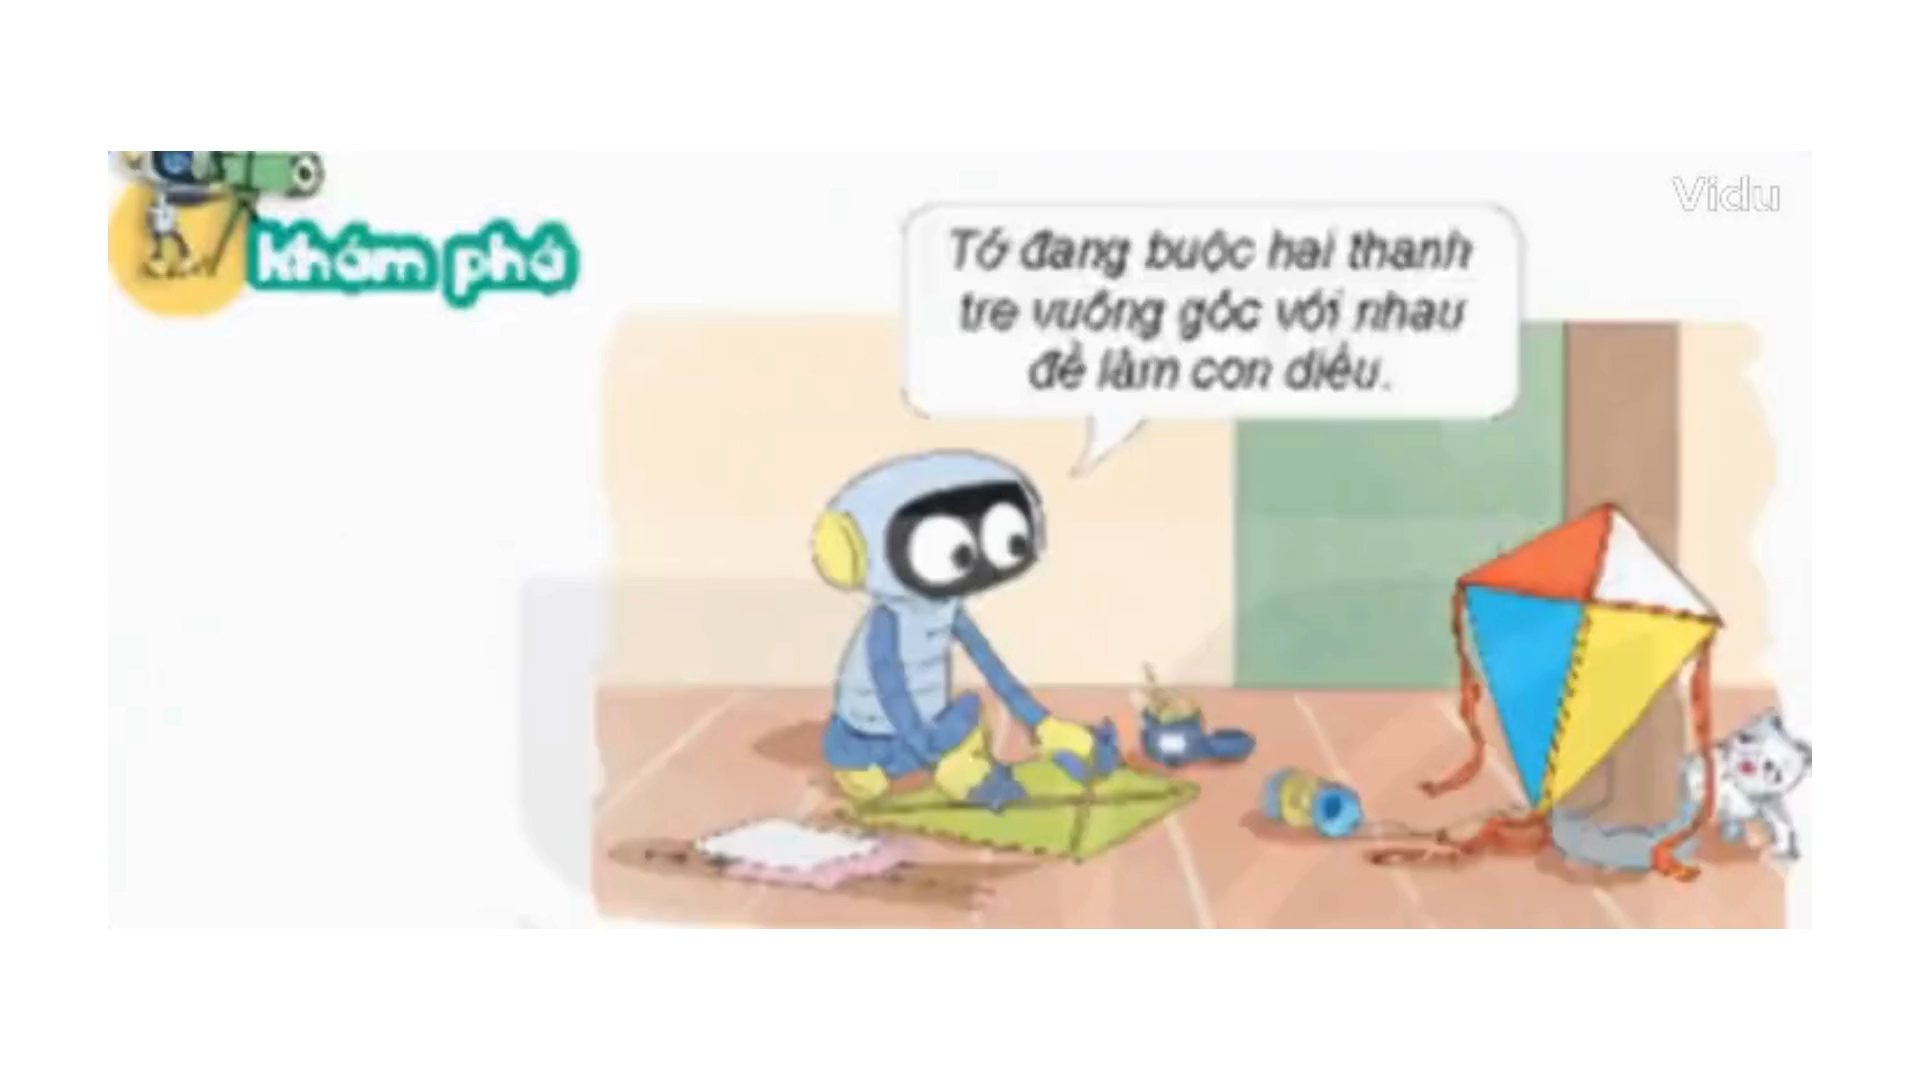 Khám phá
Vidu
Tớ đang buộc hai thanh
tre vuông góc với nhau
để làm con diều.